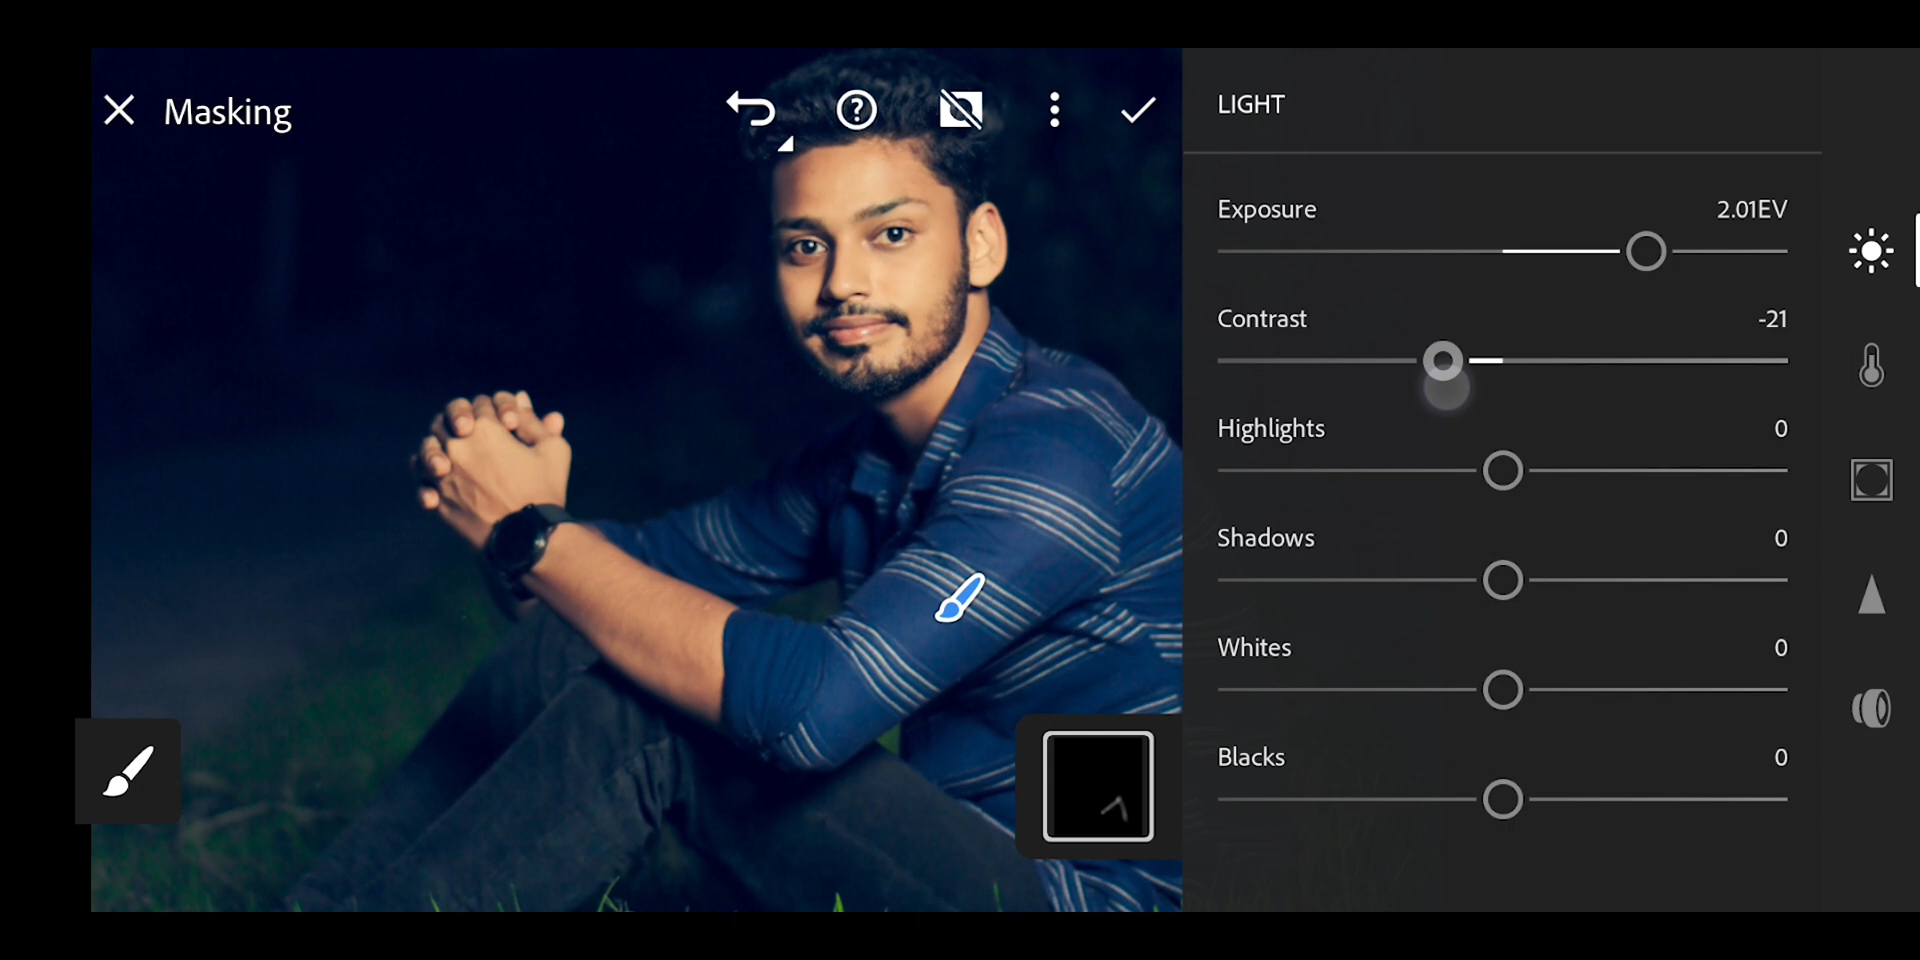 Masking
LIGHT
Exposure 2.01EV
Contrast -21
Highlights 0
Shadows 0
Whites 0
Blacks 0